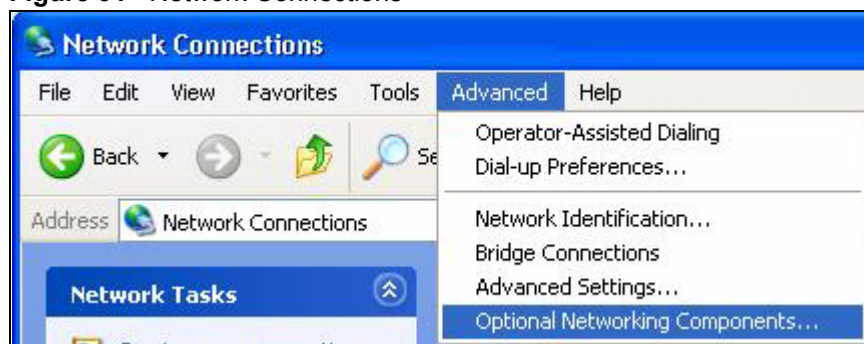 Network Connections
File Edit View Favorites Tools Advanced Help
Back
Operator-Assisted Dialing
Dial-up Preferences...
Address Network Connections
Network Identification...
Bridge Connections
Advanced Settings...
Optional Networking Components...
Network Tasks